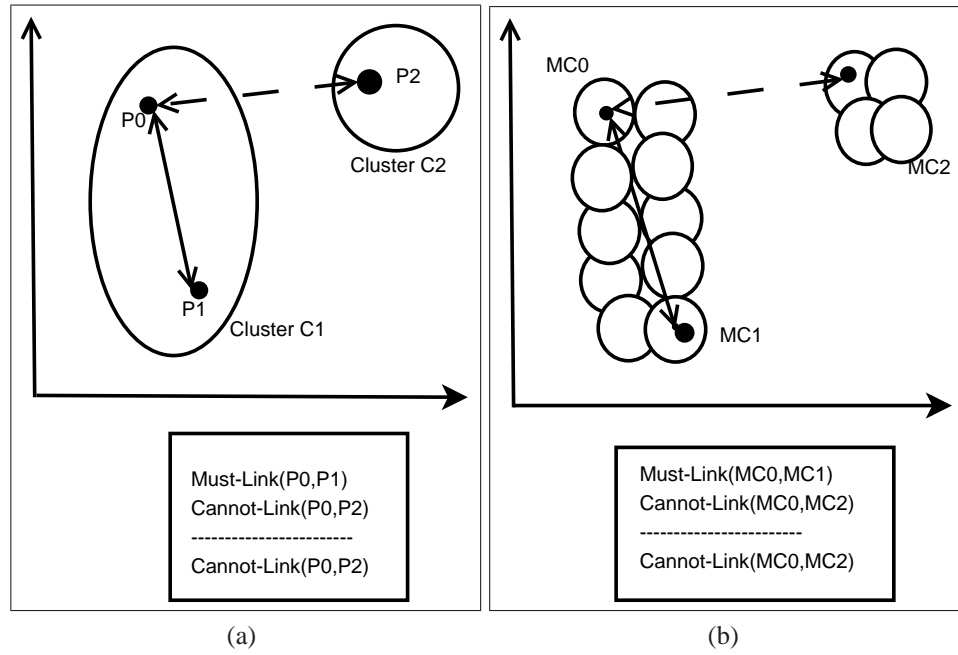 P0
P2
Cluster C2
P1
Cluster C1
Must-Link(P0,P1)
Cannot-Link(P0,P2)
------------------------
Cannot-Link(P0,P2)
(a)
MC0
MC2
MC1
Must-Link(MC0,MC1)
Cannot-Link(MC0,MC2)
------------------------
Cannot-Link(MC0,MC2)
(b)